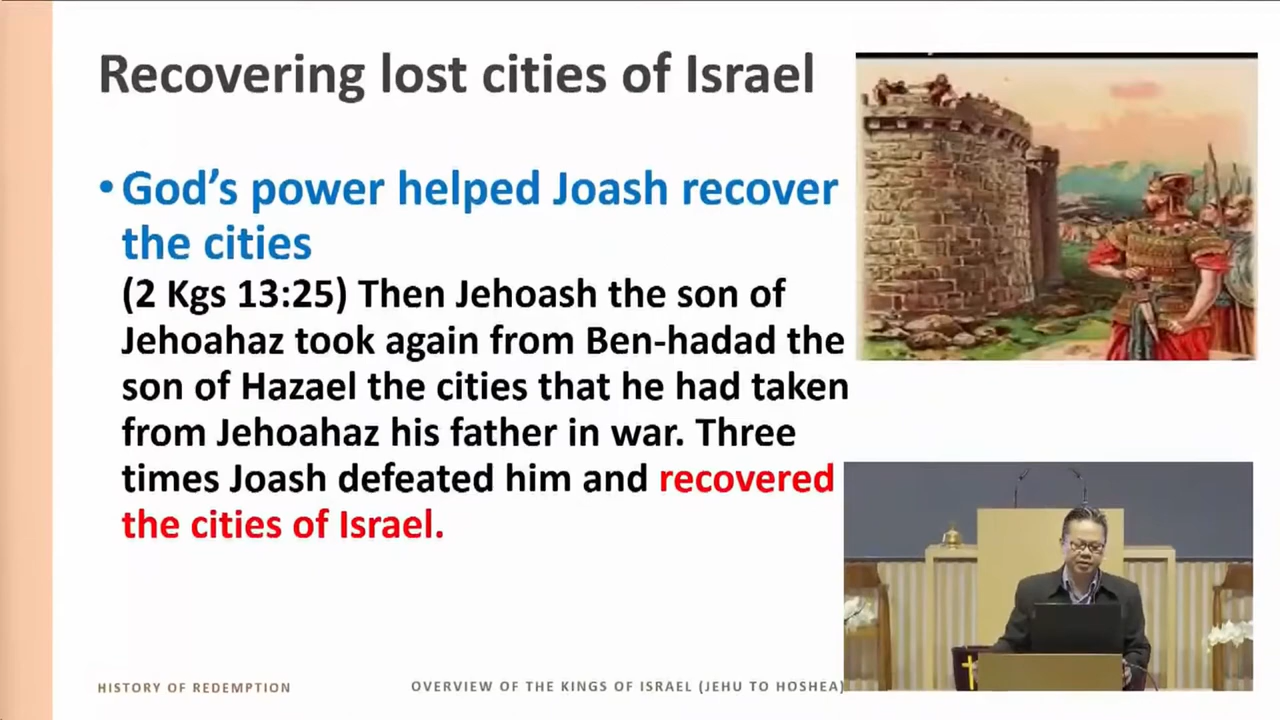 Recovering lost cities of Israel
• God’s power helped Joash recover
the cities
(2 Kgs 13:25) Then Jehoash the son of
Jehoahaz took again from Ben-hadad the
son of Hazael the cities that he had taken
from Jehoahaz his father in war. Three
times Joash defeated him and recovered
the cities of Israel.
HISTORY OF REDEMPTION
OVERVIEW OF THE KINGS OF ISRAEL (JEHU TO HOSHEA)